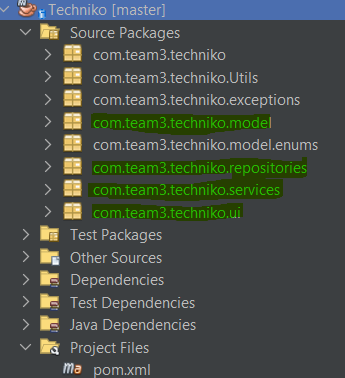 Techniko [master]
Source Packages
com.team3.techniko
com.team3.techniko.Utils
com.team3.techniko.exceptions
com.team3.techniko.model
com.team3.techniko.model.enums
com.team3.techniko.repositories
com.team3.techniko.services
com.team3.techniko.ui
Test Packages
Other Sources
Dependencies
Test Dependencies
Java Dependencies
Project Files
pom.xml